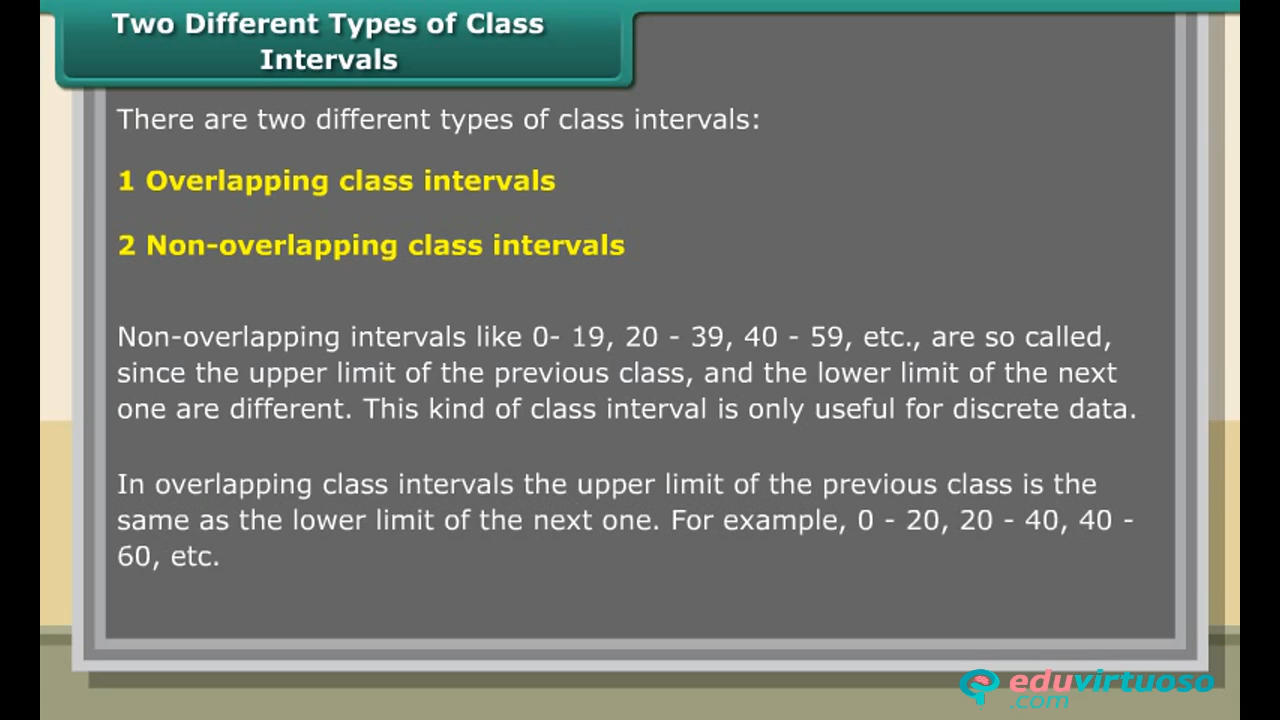 Two Different Types of Class
Intervals
There are two different types of class intervals:
1 Overlapping class intervals
2 Non-overlapping class intervals
Non-overlapping intervals like 0- 19, 20 - 39, 40 - 59, etc., are so called,
since the upper limit of the previous class, and the lower limit of the next
one are different. This kind of class interval is only useful for discrete data.
In overlapping class intervals the upper limit of the previous class is the
same as the lower limit of the next one. For example, 0 - 20, 20 - 40, 40 -
60, etc.
eduvirtuoso
.com